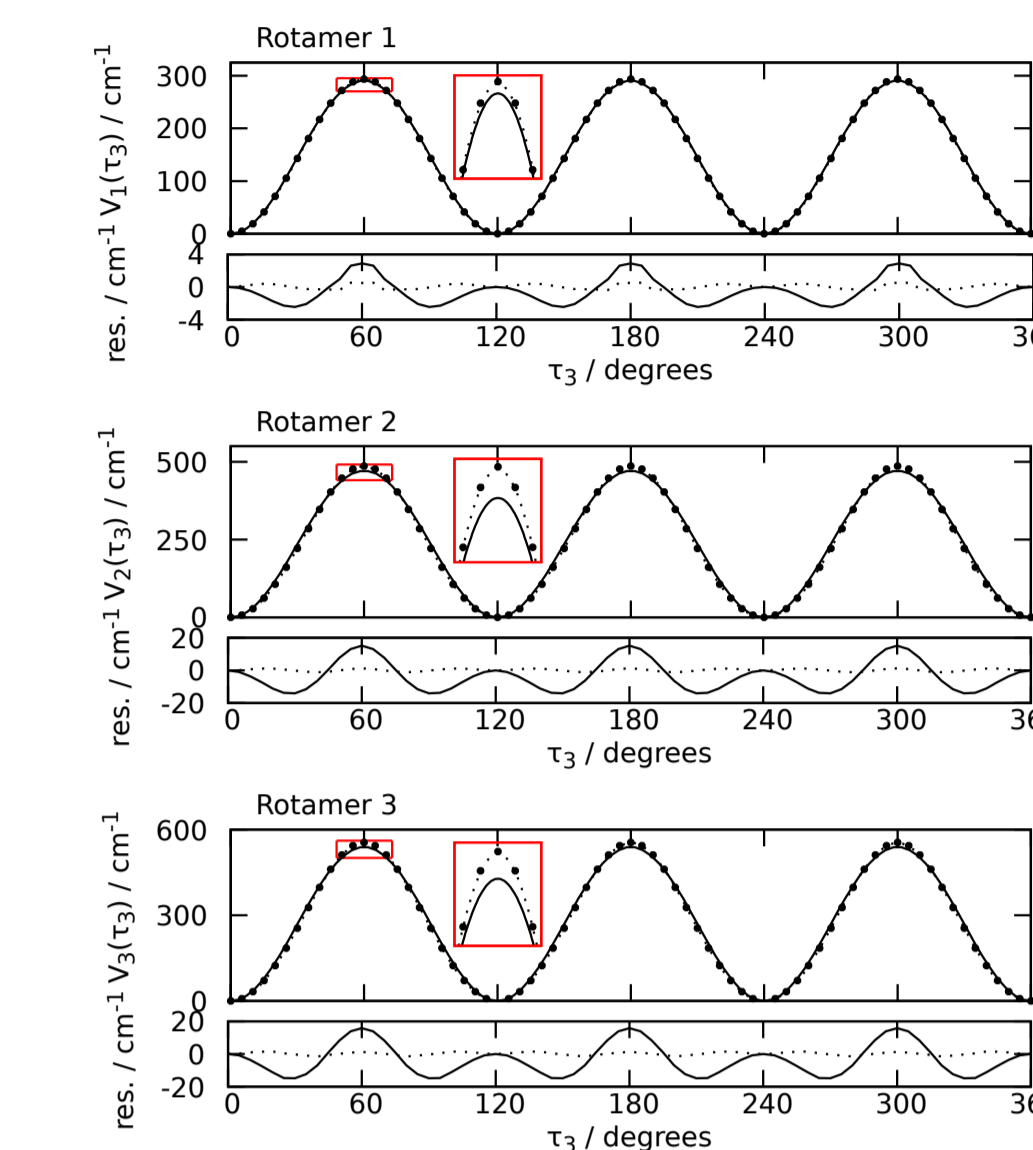 Rotamer 1
V1(τ3) / cm-1
300
200
100
0
res. / cm-1
4
0
-4
0 60 120 180 240 300 36
τ3 / degrees
Rotamer 2
V2(τ3) / cm-1
500
250
0
res. / cm-1
20
0
-20
0 60 120 180 240 300 36
τ3 / degrees
Rotamer 3
V3(τ3) / cm-1
600
300
0
res. / cm-1
20
0
-20
0 60 120 180 240 300 36
τ3 / degrees